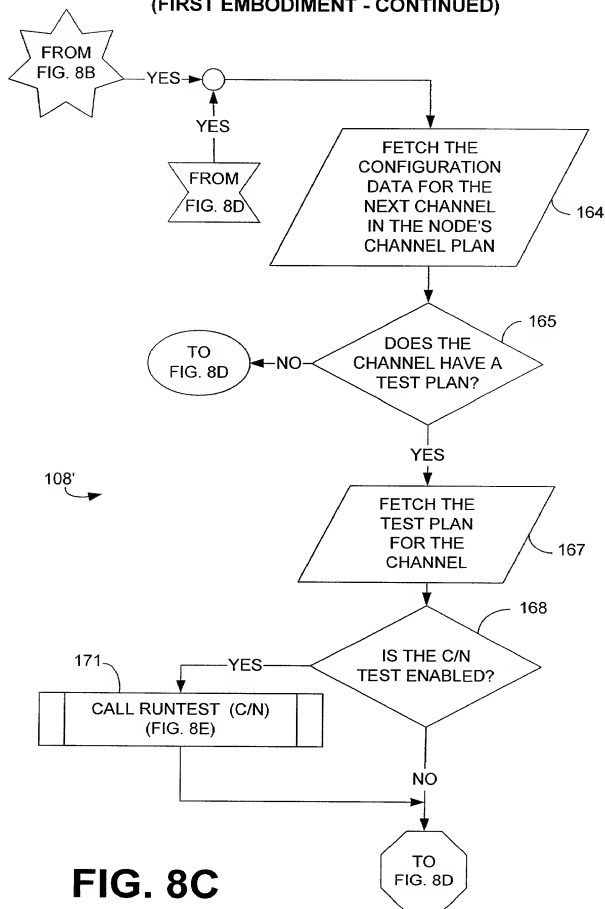 (FIRST EMBODIMENT - CONTINUED)
FROM
FIG. 8B
YES
YES
FROM
FIG. 8D
FETCH THE
CONFIGURATION
DATA FOR THE
NEXT CHANNEL
IN THE NODE'S
CHANNEL PLAN
164
165
DOES THE
CHANNEL HAVE A
TEST PLAN?
NO
TO
FIG. 8D
YES
108'
FETCH THE
TEST PLAN
FOR THE
CHANNEL
167
168
IS THE C/N
TEST ENABLED?
YES
171
CALL RUNTEST (C/N)
(FIG. 8E)
NO
TO
FIG. 8D
FIG. 8C